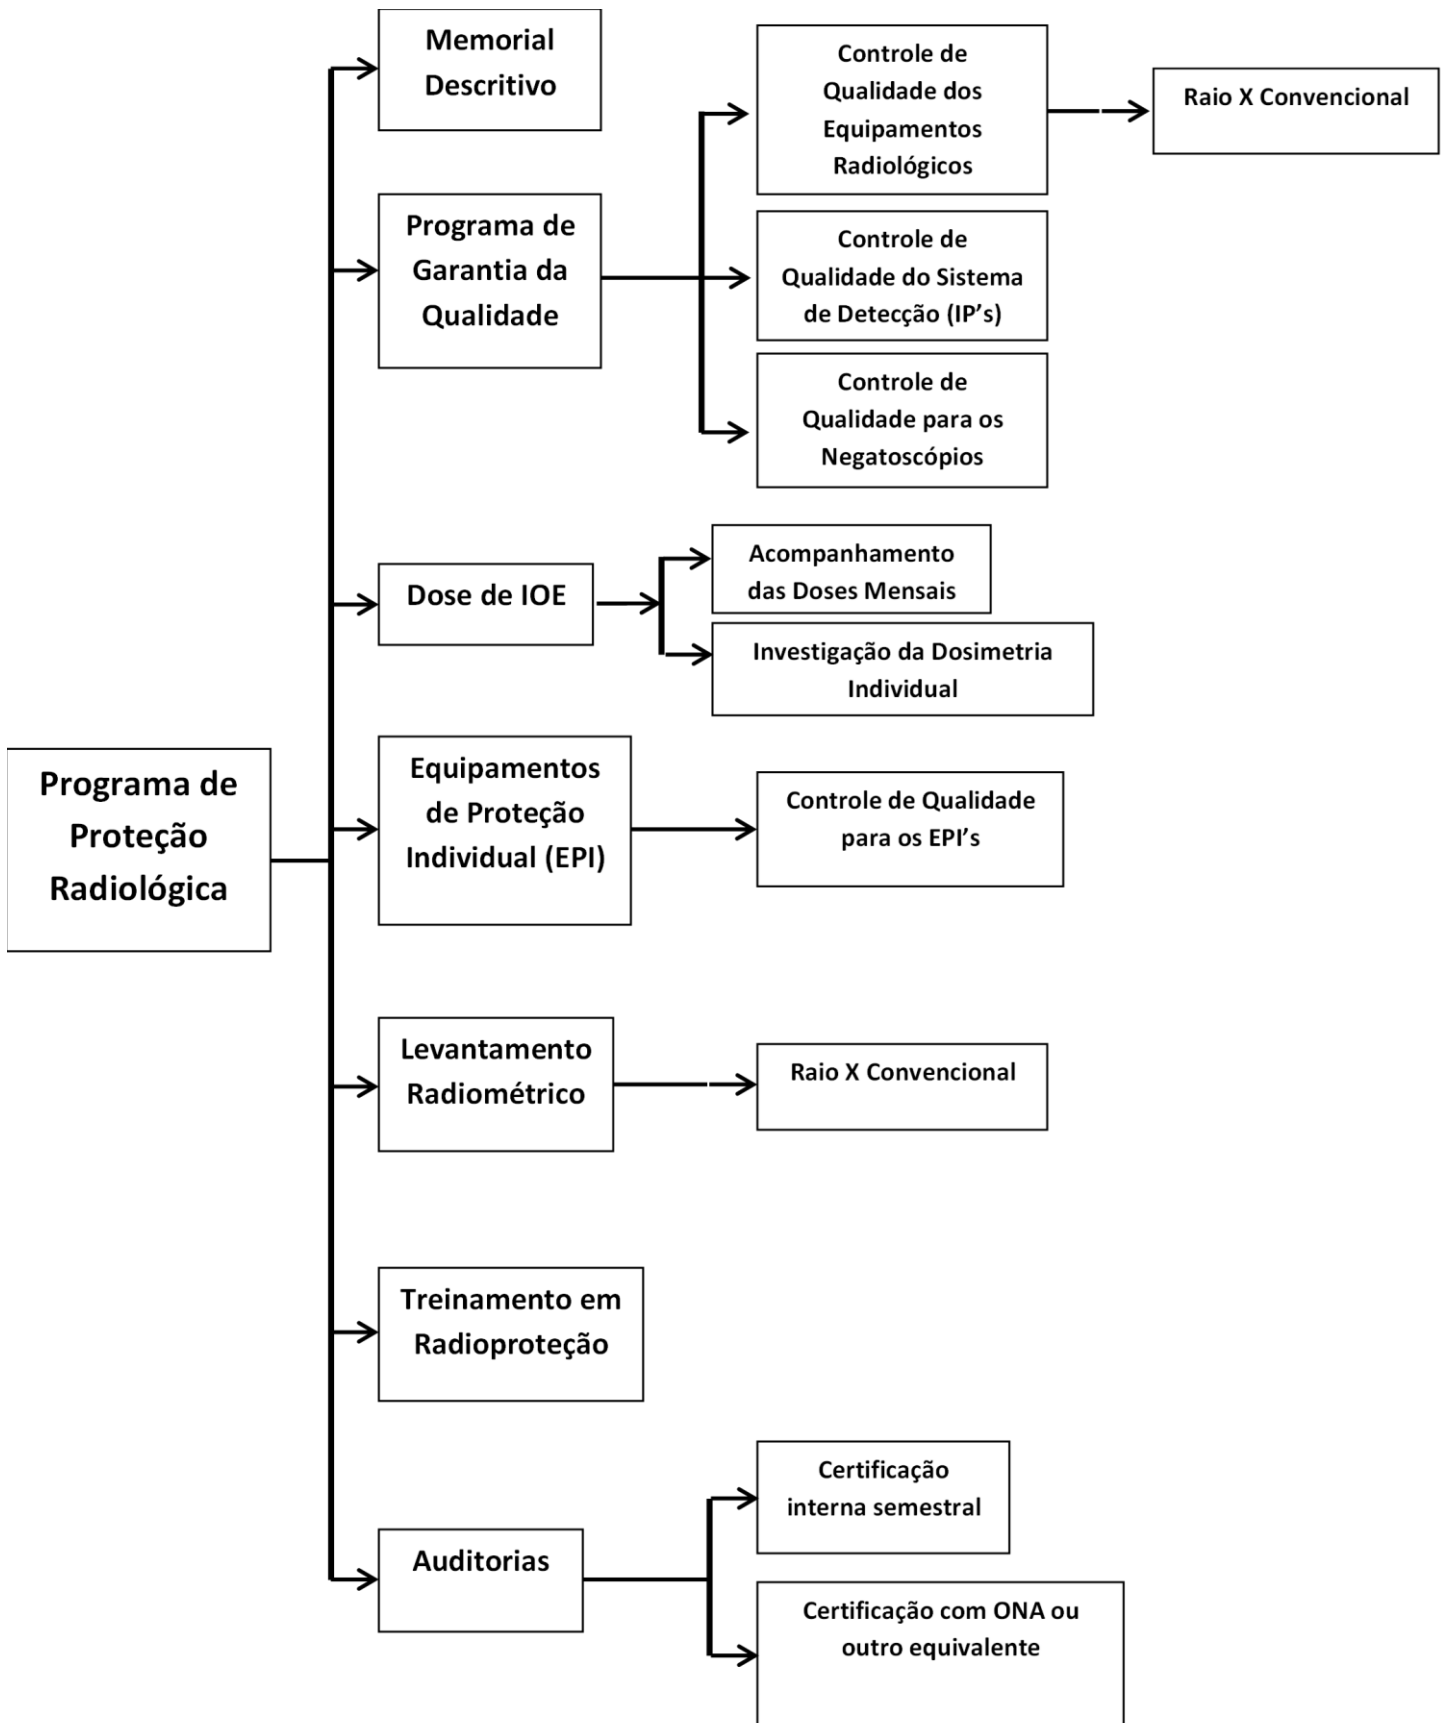 Memorial
Descritivo
Controle de
Qualidade dos
Equipamentos
Radiológicos
Raio X Convencional
Programa de
Garantia da
Qualidade
Controle de
Qualidade do Sistema
de Detecção (IP’s)
Controle de
Qualidade para os
Negatoscópios
Dose de IOE
Acompanhamento
das Doses Mensais
Investigação da Dosimetria
Individual
Programa de
Proteção
Radiológica
Equipamentos
de Proteção
Individual (EPI)
Controle de Qualidade
para os EPI’s
Levantamento
Radiométrico
Raio X Convencional
Treinamento em
Radioproteção
Auditorias
Certificação
interna semestral
Certificação com ONA ou
outro equivalente